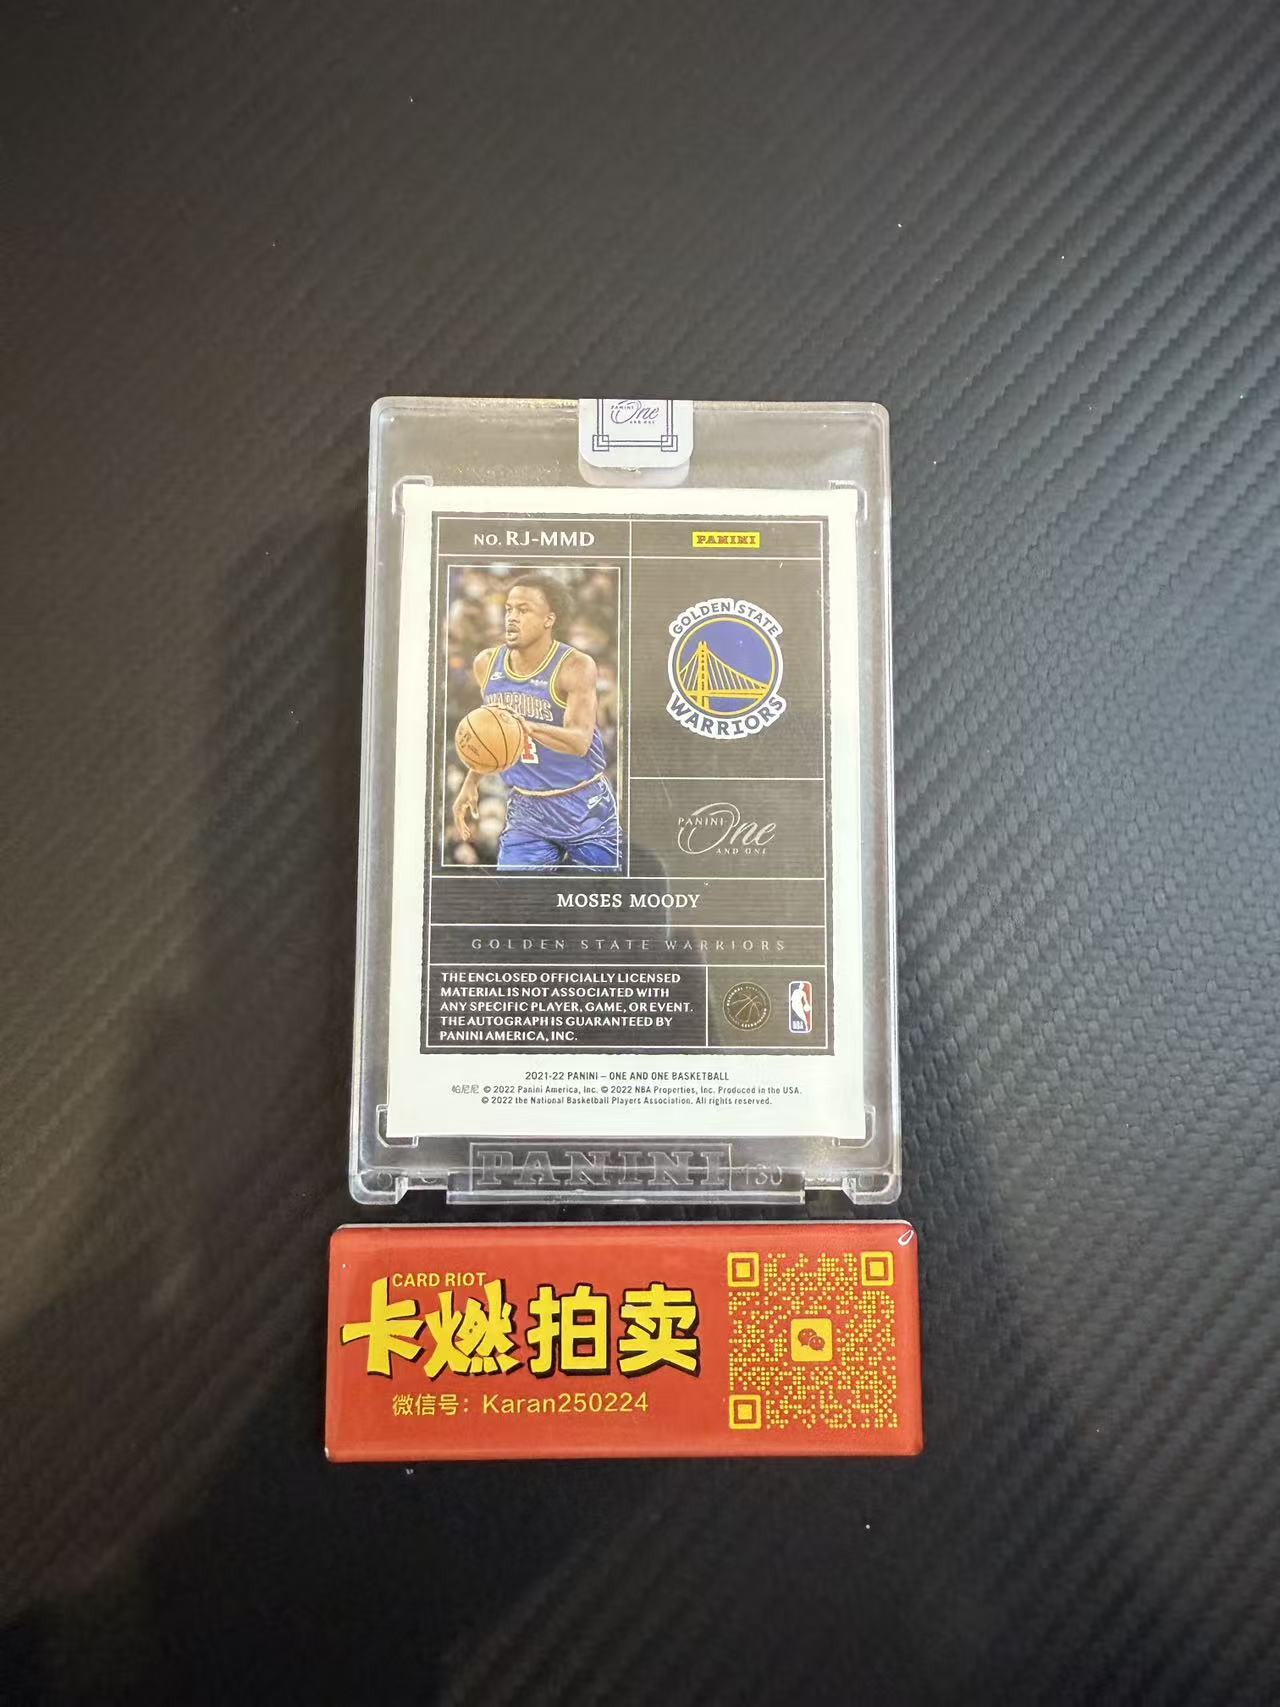 PANINI
One
AND ONE
NO. RJ-MMD
PANINI
WARRIORS
4
GOLDEN STATE
WARRIORS
PANINI
One
AND ONE
MOSES MOODY
GOLDEN STATE WARRIORS
THE ENCLOSED OFFICIALLY LICENSED
MATERIAL IS NOT ASSOCIATED WITH
ANY SPECIFIC PLAYER, GAME, OR EVENT.
THE AUTOGRAPH IS GUARANTEED BY
PANINI AMERICA, INC.
NBA
2021-22 PANINI – ONE AND ONE BASKETBALL
帕尼尼 © 2022 Panini America, Inc. © 2022 NBA Properties, Inc. Produced in the USA.
© 2022 the National Basketball Players Association. All rights reserved.
PANINI 130
CARD RIOT
卡燃拍卖
微信号：Karan250224